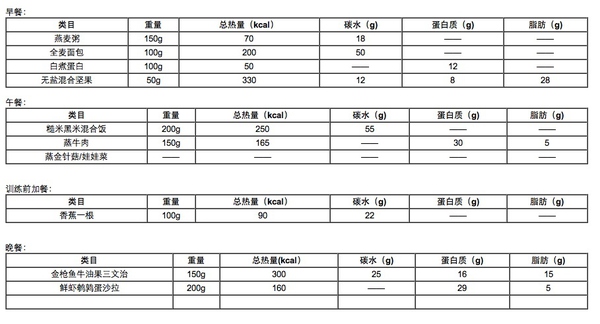 早餐：
类目 重量 总热量 (kcal) 碳水 (g) 蛋白质 (g) 脂肪 (g)
燕麦粥 150g 70 18 —— ——
全麦面包 100g 200 50 —— ——
白煮蛋白 100g 50 —— 12 ——
无盐混合坚果 50g 330 12 8 28
午餐：
类目 重量 总热量 (kcal) 碳水 (g) 蛋白质 (g) 脂肪 (g)
糙米黑米混合饭 200g 250 55 —— ——
蒸牛肉 150g 165 —— 30 5
蒸金针菇/娃娃菜 —— —— —— —— ——
训练前加餐：
类目 重量 总热量 (kcal) 碳水 (g) 蛋白质 (g) 脂肪 (g)
香蕉一根 100g 90 22 —— ——
晚餐：
类目 重量 总热量(kcal) 碳水 (g) 蛋白质 (g) 脂肪 (g)
金枪鱼牛油果三文治 150g 300 25 16 15
鲜虾鹌鹑蛋沙拉 200g 160 —— 29 5